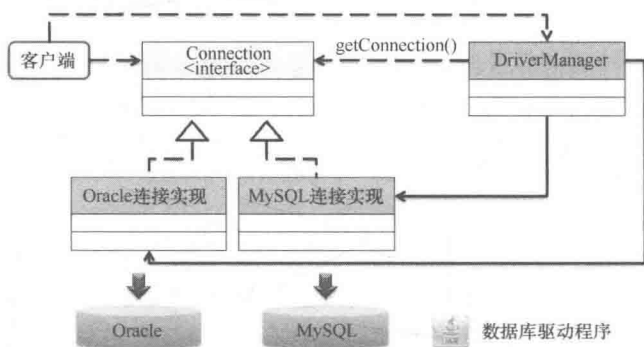 客户端
Connection
<interface>
getConnection()
DriverManager
Oracle连接实现
MySQL连接实现
Oracle
MySQL
数据库驱动程序